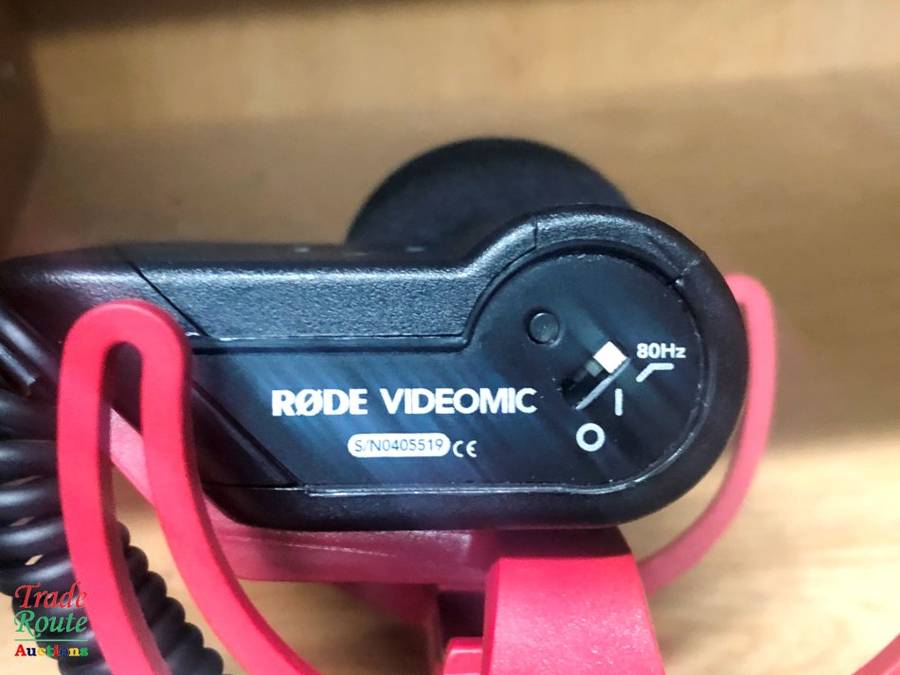 RØDE VIDEOMIC
S/N0405519 CE
80Hz
I
O
Trade
Route
Auctions